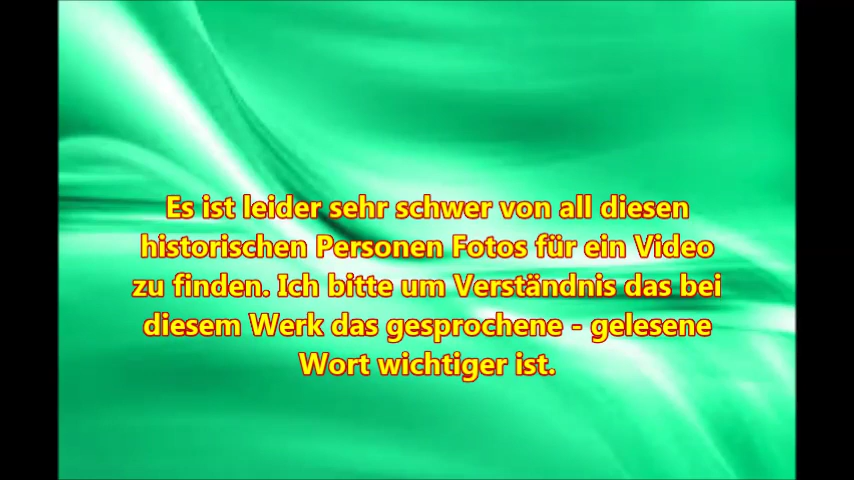 Es ist leider sehr schwer von all diesen
historischen Personen Fotos für ein Video
zu finden. Ich bitte um Verständnis das bei
diesem Werk das gesprochene - gelesene
Wort wichtiger ist.